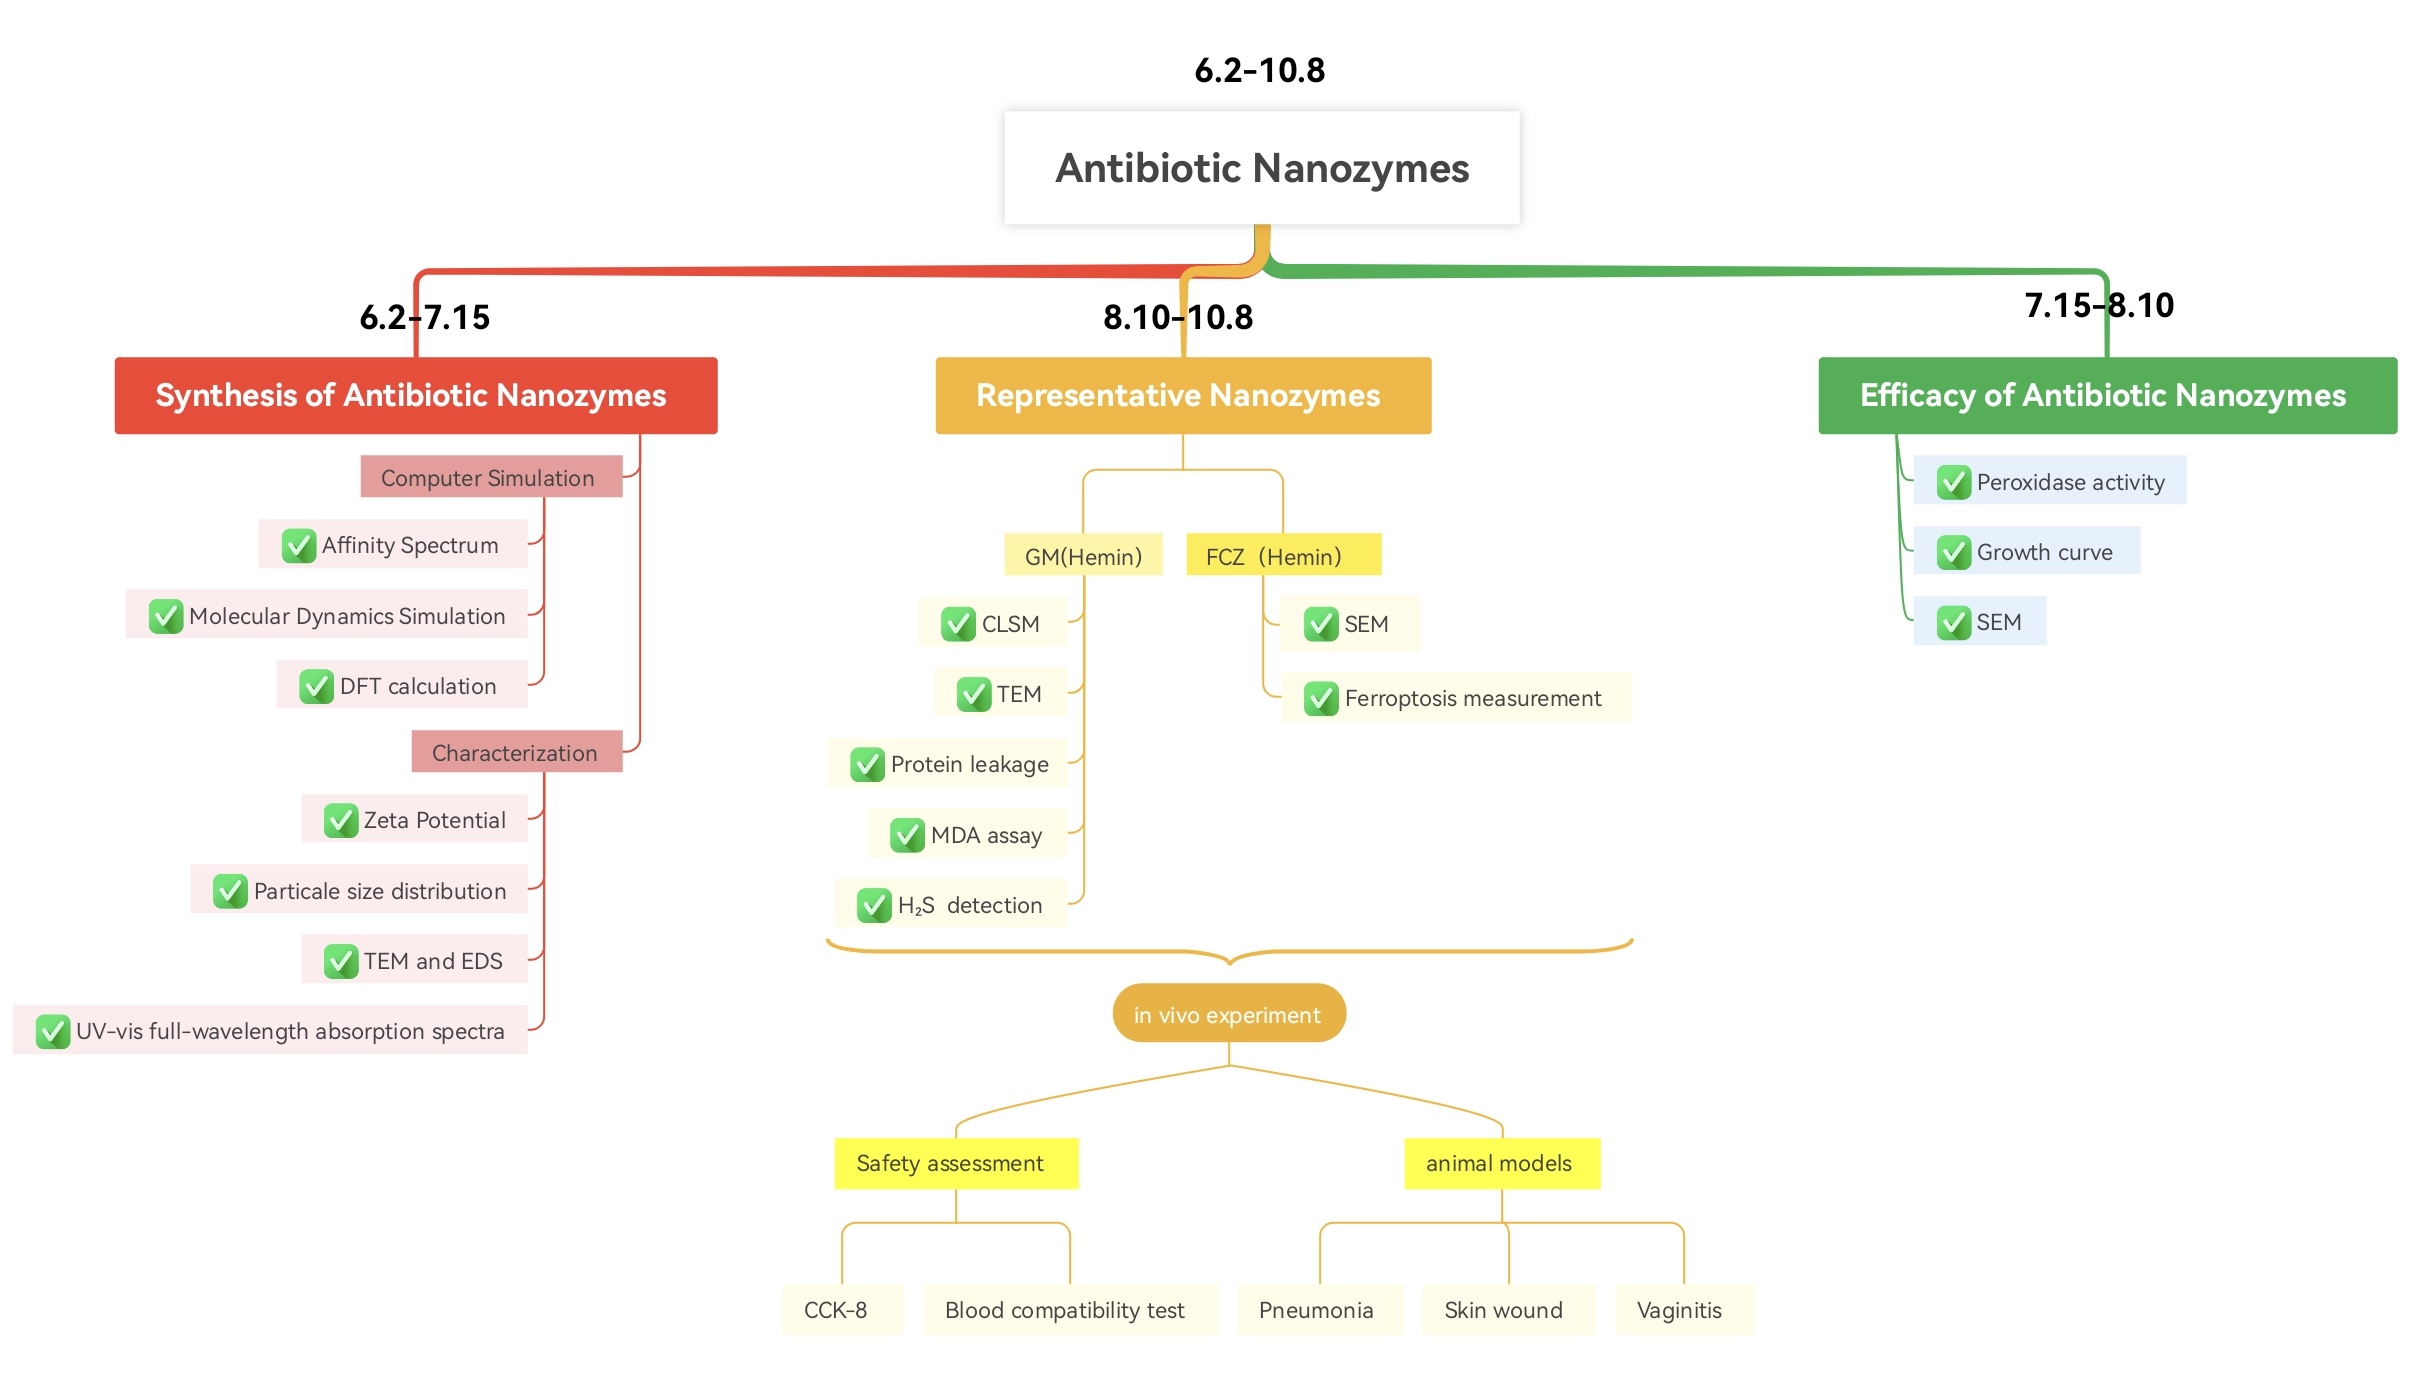 6.2-10.8
Antibiotic Nanozymes
6.2-7.15
Synthesis of Antibiotic Nanozymes
Computer Simulation
Affinity Spectrum
Molecular Dynamics Simulation
DFT calculation
Characterization
Zeta Potential
Particale size distribution
TEM and EDS
UV-vis full-wavelength absorption spectra
8.10-10.8
Representative Nanozymes
GM(Hemin)
CLSM
TEM
Protein leakage
MDA assay
H₂S detection
FCZ（Hemin）
SEM
Ferroptosis measurement
in vivo experiment
Safety assessment
CCK-8
Blood compatibility test
animal models
Pneumonia
Skin wound
Vaginitis
7.15-8.10
Efficacy of Antibiotic Nanozymes
Peroxidase activity
Growth curve
SEM